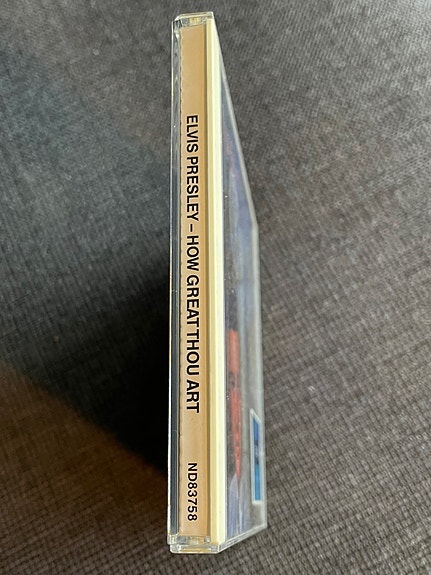 ELVIS PRESLEY – HOW GREAT THOU ART ND83758